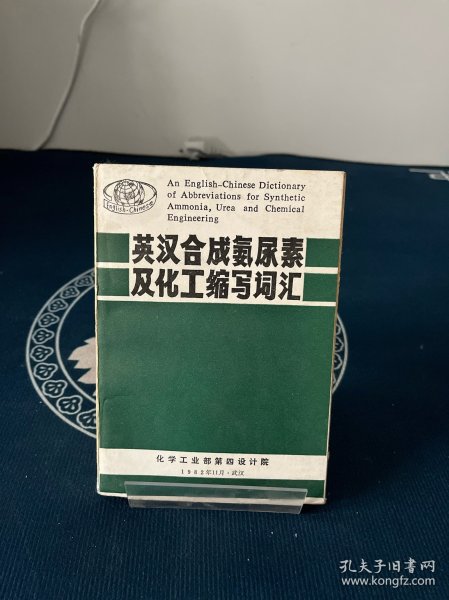 An English-Chinese Dictionary
of Abbreviations for Synthetic
Ammonia, Urea and Chemical
Engineering
English-Chinese
英汉合成氨尿素
及化工缩写词汇
化学工业部第四设计院
1982年11月·武汉
孔夫子旧书网
www.kongfz.com